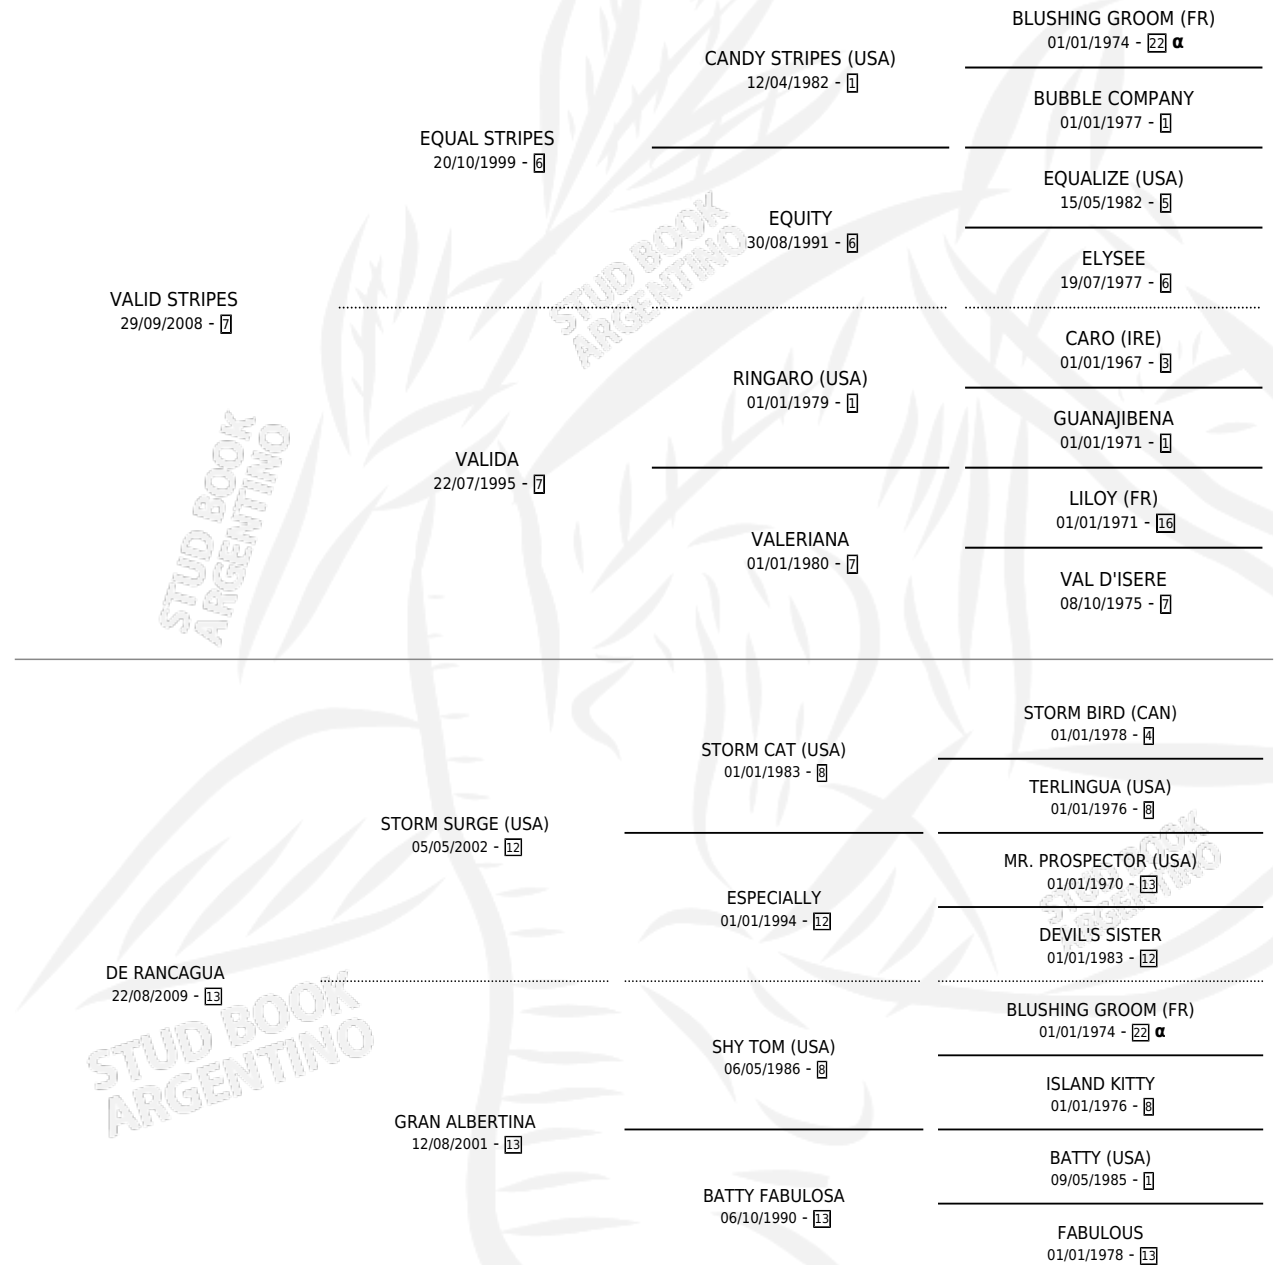 BLUSHING GROOM (FR)
01/01/1974 - 22 α
CANDY STRIPES (USA)
12/04/1982 - 1
BUBBLE COMPANY
01/01/1977 - 1
EQUAL STRIPES
20/10/1999 - 6
EQUALIZE (USA)
15/05/1982 - 5
EQUITY
30/08/1991 - 6
ELYSEE
19/07/1977 - 6
VALID STRIPES
29/09/2008 - 7
CARO (IRE)
01/01/1967 - 3
RINGARO (USA)
01/01/1979 - 1
GUANAJIBENA
01/01/1971 - 1
VALIDA
22/07/1995 - 7
LILOY (FR)
01/01/1971 - 16
VALERIANA
01/01/1980 - 7
VAL D'ISERE
08/10/1975 - 7
STORM BIRD (CAN)
01/01/1978 - 4
STORM CAT (USA)
01/01/1983 - 8
TERLINGUA (USA)
01/01/1976 - 8
STORM SURGE (USA)
05/05/2002 - 12
MR. PROSPECTOR (USA)
01/01/1970 - 13
ESPECIALLY
01/01/1994 - 12
DEVIL'S SISTER
01/01/1983 - 12
DE RANCAGUA
22/08/2009 - 13
BLUSHING GROOM (FR)
01/01/1974 - 22 α
SHY TOM (USA)
06/05/1986 - 8
ISLAND KITTY
01/01/1976 - 8
GRAN ALBERTINA
12/08/2001 - 13
BATTY (USA)
09/05/1985 - 1
BATTY FABULOSA
06/10/1990 - 13
FABULOUS
01/01/1978 - 13
STUD BOOK
ARGENTINO
STUD BOOK
ARGENTINO
STUD BOOK
ARGENTINO
STUD BOOK
ARGENTINO